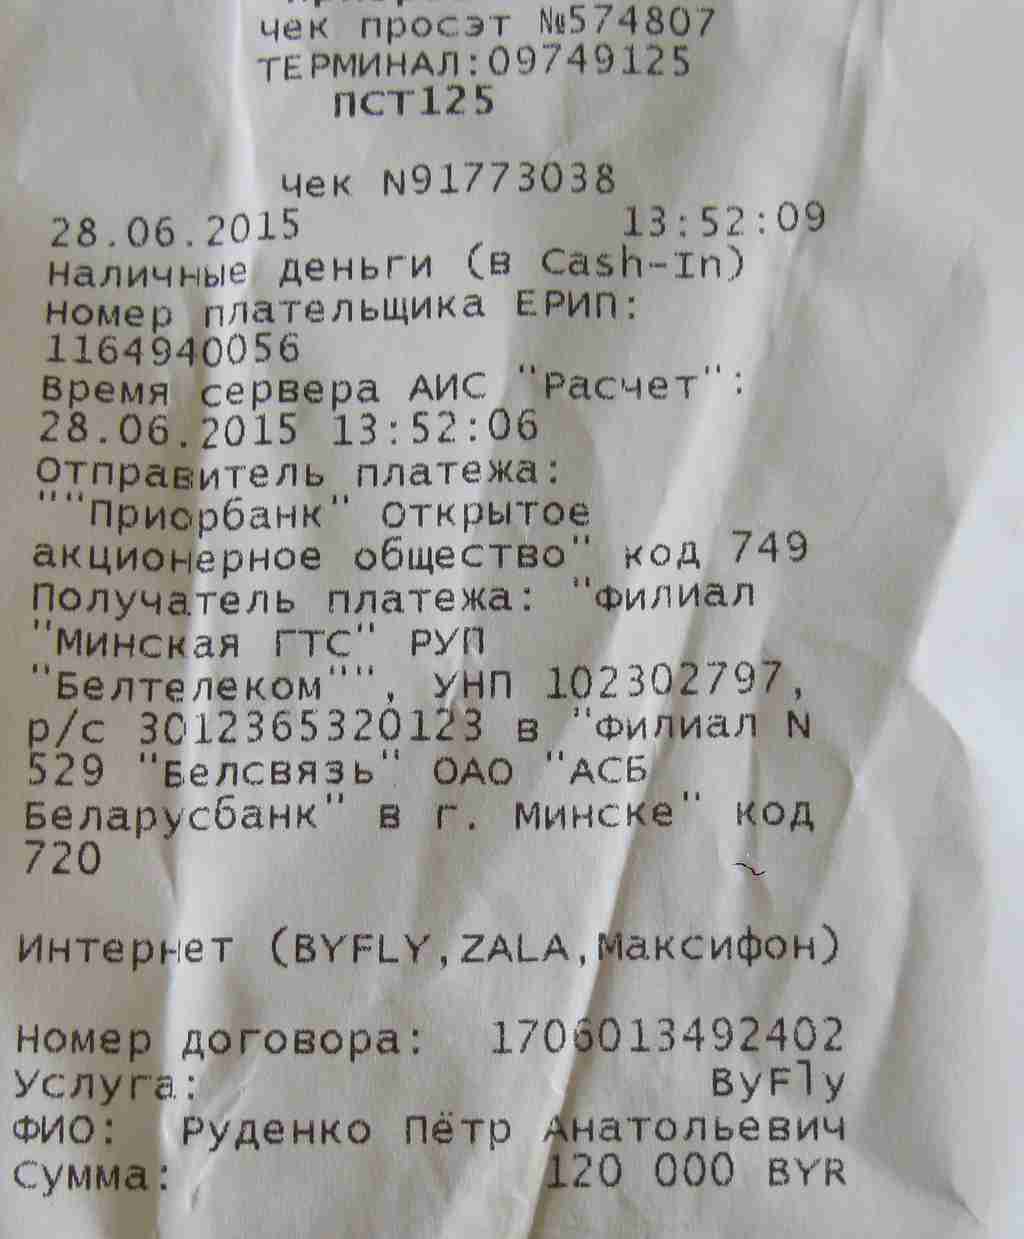 чек просэт №574807
ТЕРМИНАЛ:09749125
ПСТ125
чек N91773038
28.06.2015 13:52:09
Наличные деньги (в Cash-In)
Номер плательщика ЕРИП:
1164940056
Время сервера АИС "Расчет":
28.06.2015 13:52:06
Отправитель платежа:
""Приорбанк" Открытое
акционерное общество" код 749
Получатель платежа: "Филиал
"Минская ГТС" РУП
"Белтелеком"", УНП 102302797,
р/с 3012365320123 в "Филиал N
529 "Белсвязь" ОАО "АСБ
Беларусбанк" в г. Минске" код
720
Интернет (BYFLY,ZALA,Максифон)
Номер договора: 1706013492402
Услуга: ByFly
ФИО: Руденко Пётр Анатольевич
Сумма: 120 000 BYR